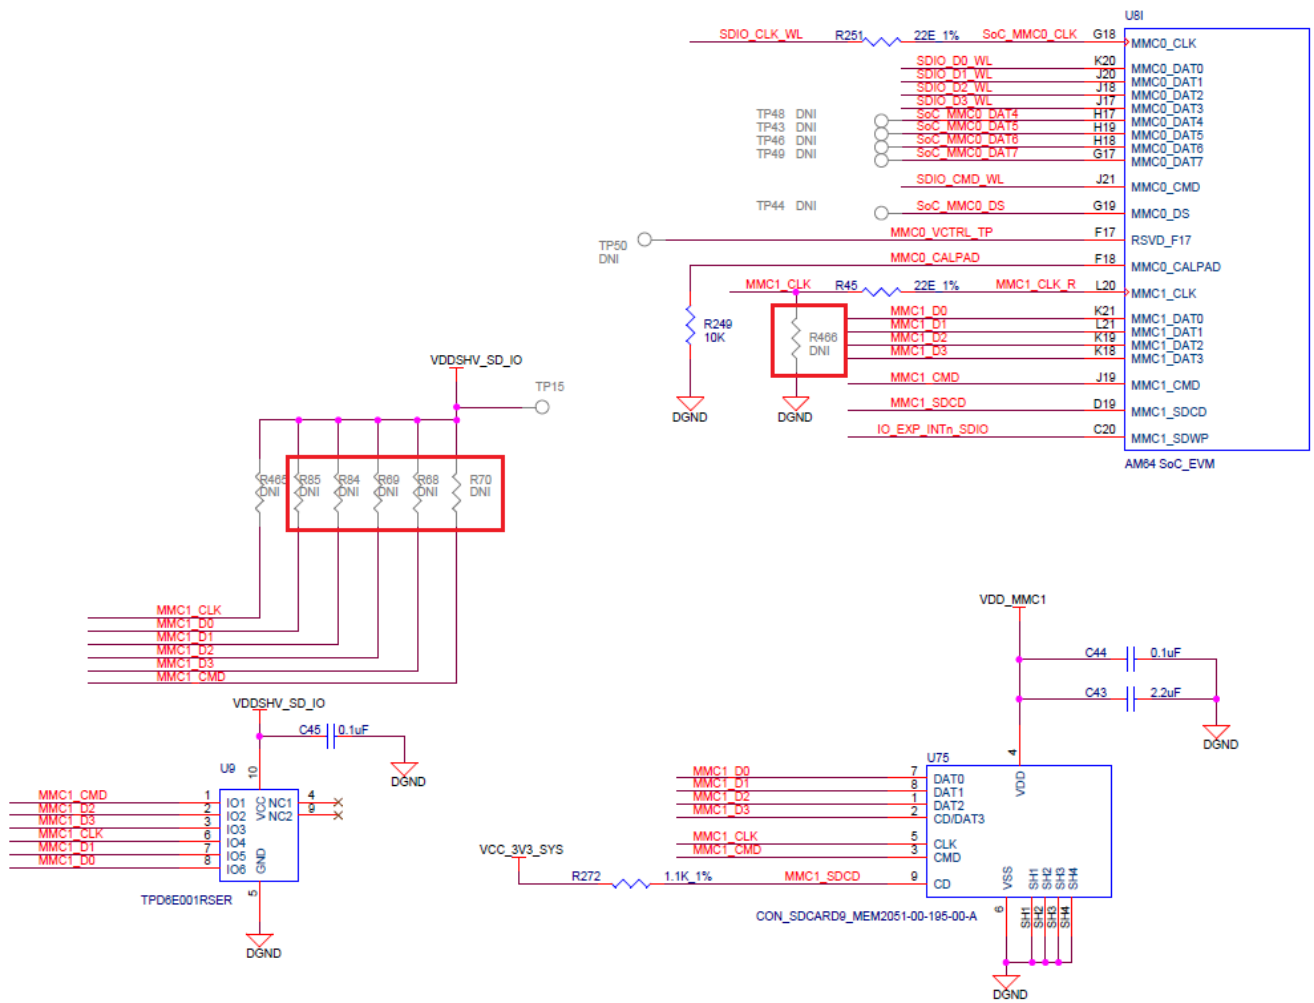 U8I
SDIO_CLK_WL R251 22E_1% SoC_MMC0_CLK G18 MMC0_CLK
SDIO_D0_WL K20 MMC0_DAT0
SDIO_D1_WL J20 MMC0_DAT1
SDIO_D2_WL J18 MMC0_DAT2
SDIO_D3_WL J17 MMC0_DAT3
TP48 DNI SoC_MMC0_DAT4 H17 MMC0_DAT4
TP43 DNI SoC_MMC0_DAT5 H19 MMC0_DAT5
TP46 DNI SoC_MMC0_DAT6 H18 MMC0_DAT6
TP49 DNI SoC_MMC0_DAT7 G17 MMC0_DAT7
SDIO_CMD_WL J21 MMC0_CMD
TP44 DNI SoC_MMC0_DS G19 MMC0_DS
TP50 MMC0_VCTRL_TP F17 RSVD_F17
DNI
MMC0_CALPAD F18 MMC0_CALPAD
MMC1_CLK R45 22E_1% MMC1_CLK_R L20 MMC1_CLK
MMC1_D0 K21 MMC1_DAT0
MMC1_D1 L21 MMC1_DAT1
MMC1_D2 K19 MMC1_DAT2
MMC1_D3 K18 MMC1_DAT3
R249
10K
R466
DNI
MMC1_CMD J19 MMC1_CMD
MMC1_SDCD D19 MMC1_SDCD
IO_EXP_INTn_SDIO C20 MMC1_SDWP
DGND DGND
AM64 SoC_EVM
VDDSHV_SD_IO
TP15
R465 R85 R84 R69 R68 R70
DNI DNI DNI DNI DNI DNI
MMC1_CLK
MMC1_D0
MMC1_D1
MMC1_D2
MMC1_D3
MMC1_CMD
VDDSHV_SD_IO
C45 0.1uF
DGND
U9
10
MMC1_CMD 1 IO1 VCC NC1 4
MMC1_D2 2 IO2 NC2 9
MMC1_D3 3 IO3
MMC1_CLK 6 IO4
MMC1_D1 7 IO5 GND
MMC1_D0 8 IO6
5
TPD6E001RSER
DGND
VDD_MMC1
C44 0.1uF
C43 2.2uF
DGND
U75
4
VDD
MMC1_D0 7 DAT0
MMC1_D1 8 DAT1
MMC1_D2 1 DAT2
MMC1_D3 2 CD/DAT3
MMC1_CLK 5 CLK
MMC1_CMD 3 CMD
VCC_3V3_SYS
R272 1.1K_1% MMC1_SDCD 9 CD
VSS SH1 SH2 SH3 SH4
6 SH1 SH2 SH3 SH4
CON_SDCARD9_MEM2051-00-195-00-A
DGND